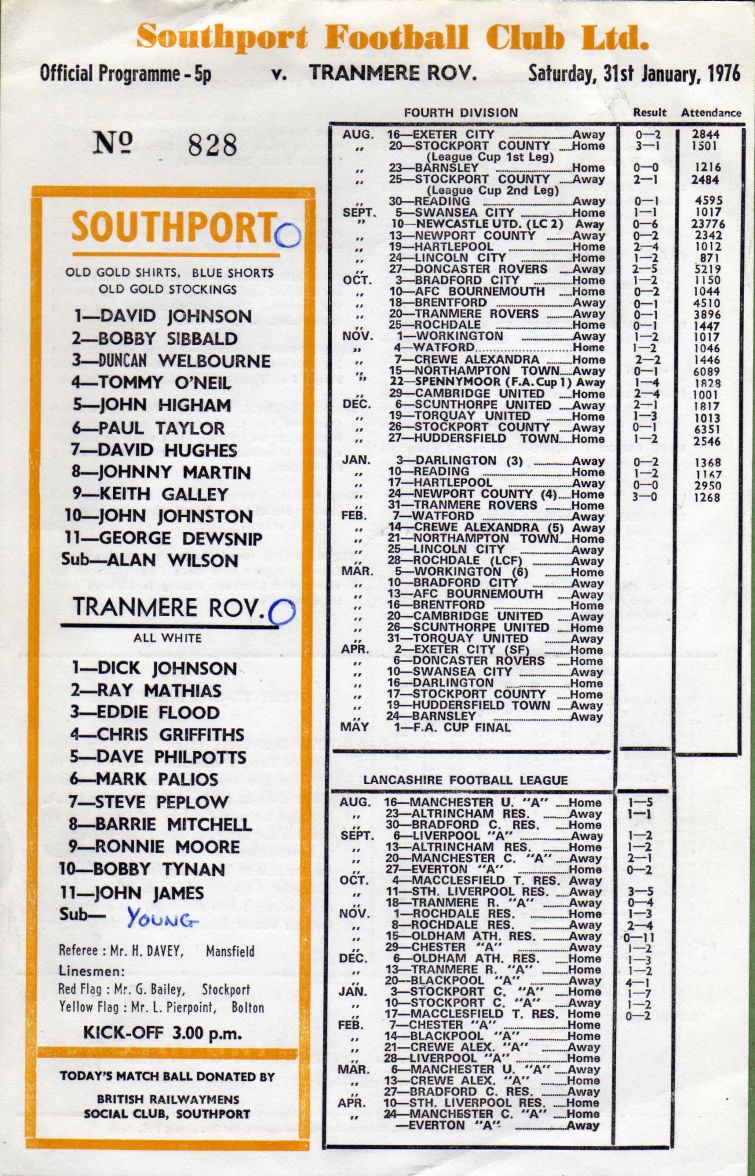 Southport Football Club Ltd.
Official Programme - 5p v. TRANMERE ROV. Saturday, 31st January, 1976
Nº 828
SOUTHPORT O
OLD GOLD SHIRTS, BLUE SHORTS
OLD GOLD STOCKINGS
1—DAVID JOHNSON
2—BOBBY SIBBALD
3—DUNCAN WELBOURNE
4—TOMMY O'NEIL
5—JOHN HIGHAM
6—PAUL TAYLOR
7—DAVID HUGHES
8—JOHNNY MARTIN
9—KEITH GALLEY
10—JOHN JOHNSTON
11—GEORGE DEWSNIP
Sub—ALAN WILSON
TRANMERE ROV. O
ALL WHITE
1—DICK JOHNSON
2—RAY MATHIAS
3—EDDIE FLOOD
4—CHRIS GRIFFITHS
5—DAVE PHILPOTTS
6—MARK PALIOS
7—STEVE PEPLOW
8—BARRIE MITCHELL
9—RONNIE MOORE
10—BOBBY TYNAN
11—JOHN JAMES
Sub— YOUNG
Referee : Mr. H. DAVEY, Mansfield
Linesmen:
Red Flag : Mr. G. Bailey, Stockport
Yellow Flag : Mr. L. Pierpoint, Bolton
KICK-OFF 3.00 p.m.
TODAY'S MATCH BALL DONATED BY
BRITISH RAILWAYMENS
SOCIAL CLUB, SOUTHPORT
FOURTH DIVISION Result Attendance
AUG. 16—EXETER CITY Away 0—2 2844
,, 20—STOCKPORT COUNTY Home 3—1 1501
(League Cup 1st Leg)
,, 23—BARNSLEY Home 0—0 1216
,, 25—STOCKPORT COUNTY Away 2—1 2484
(League Cup 2nd Leg)
,, 30—READING Away 0—1 4595
SEPT. 5—SWANSEA CITY Home 1—1 1017
" 10—NEWCASTLE UTD. (LC 2) Away 0—6 23776
,, 13—NEWPORT COUNTY Away 0—2 2342
,, 19—HARTLEPOOL Home 2—4 1012
,, 24—LINCOLN CITY Home 1—2 871
,, 27—DONCASTER ROVERS Away 2—5 5219
OCT. 3—BRADFORD CITY Home 1—2 1150
,, 10—AFC BOURNEMOUTH Home 0—2 1044
,, 18—BRENTFORD Away 0—1 4510
,, 20—TRANMERE ROVERS Away 0—1 3896
,, 25—ROCHDALE Home 0—1 1447
NOV. 1—WORKINGTON Away 1—2 1017
" 4—WATFORD Home 1—2 1046
,, 7—CREWE ALEXANDRA Home 2—2 1446
,, 15—NORTHAMPTON TOWN Away 0—1 6089
" 22—SPENNYMOOR (F.A. Cup 1) Away 1—4 1828
,, 29—CAMBRIDGE UNITED Home 2—4 1001
DEC. 6—SCUNTHORPE UNITED Away 2—1 1817
,, 19—TORQUAY UNITED Home 1—3 1013
,, 26—STOCKPORT COUNTY Away 0—1 6351
,, 27—HUDDERSFIELD TOWN Home 1—2 2546
JAN. 3—DARLINGTON (3) Away 0—2 1368
,, 10—READING Home 1—2 1167
,, 17—HARTLEPOOL Away 0—0 2950
,, 24—NEWPORT COUNTY (4) Home 3—0 1268
,, 31—TRANMERE ROVERS Home
FEB. 7—WATFORD Away
,, 14—CREWE ALEXANDRA (5) Away
,, 21—NORTHAMPTON TOWN Home
,, 25—LINCOLN CITY Away
,, 28—ROCHDALE (LCF) Away
MAR. 5—WORKINGTON (6) Home
,, 10—BRADFORD CITY Away
,, 13—AFC BOURNEMOUTH Away
,, 16—BRENTFORD Home
,, 20—CAMBRIDGE UNITED Away
,, 26—SCUNTHORPE UNITED Home
,, 31—TORQUAY UNITED Away
APR. 2—EXETER CITY (SF) Home
,, 6—DONCASTER ROVERS Home
,, 10—SWANSEA CITY Away
,, 16—DARLINGTON Home
,, 17—STOCKPORT COUNTY Home
,, 19—HUDDERSFIELD TOWN Away
,, 24—BARNSLEY Away
MAY 1—F.A. CUP FINAL
LANCASHIRE FOOTBALL LEAGUE
AUG. 16—MANCHESTER U. "A" Home 1—5
,, 23—ALTRINCHAM RES. Away 1—1
,, 30—BRADFORD C. RES. Home
SEPT. 6—LIVERPOOL "A" Away 1—2
,, 13—ALTRINCHAM RES. Home 1—2
,, 20—MANCHESTER C. "A" Away 2—1
,, 27—EVERTON "A" Home 0—2
OCT. 4—MACCLESFIELD T. RES. Away
,, 11—STH. LIVERPOOL RES. Away 3—5
,, 18—TRANMERE R. "A" Away 0—4
NOV. 1—ROCHDALE RES. Home 1—3
,, 8—ROCHDALE RES. Away 2—4
,, 15—OLDHAM ATH. RES. Away 0—11
,, 29—CHESTER "A" Away 1—2
DEC. 6—OLDHAM ATH. RES. Home 1—3
,, 13—TRANMERE R. "A" Home 1—2
,, 20—BLACKPOOL "A" Away 4—1
JAN. 3—STOCKPORT C. "A" Home 1—7
,, 10—STOCKPORT C. "A" Away 1—2
,, 17—MACCLESFIELD T. RES. Home 0—2
FEB. 7—CHESTER "A" Home
,, 14—BLACKPOOL "A" Home
,, 21—CREWE ALEX. "A" Away
,, 28—LIVERPOOL "A" Home
MAR. 6—MANCHESTER U. "A" Away
,, 13—CREWE ALEX. "A" Home
,, 27—BRADFORD C. RES. Away
APR. 10—STH. LIVERPOOL RES. Home
,, 24—MANCHESTER C. "A" Home
—EVERTON "A" Away